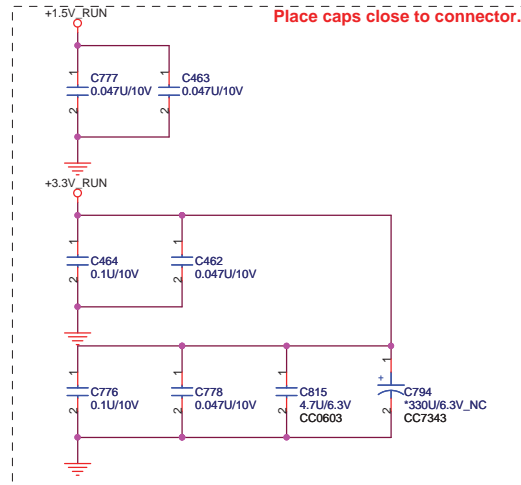 +1.5V_RUN
Place caps close to connector.
1
1
C777
0.047U/10V
C463
0.047U/10V
2
2
+3.3V_RUN
1
1
C464
0.1U/10V
C462
0.047U/10V
2
2
1
1
1
1
C776
0.1U/10V
C778
0.047U/10V
C815
4.7U/6.3V
CC0603
+
C794
*330U/6.3V_NC
CC7343
2
2
2
2